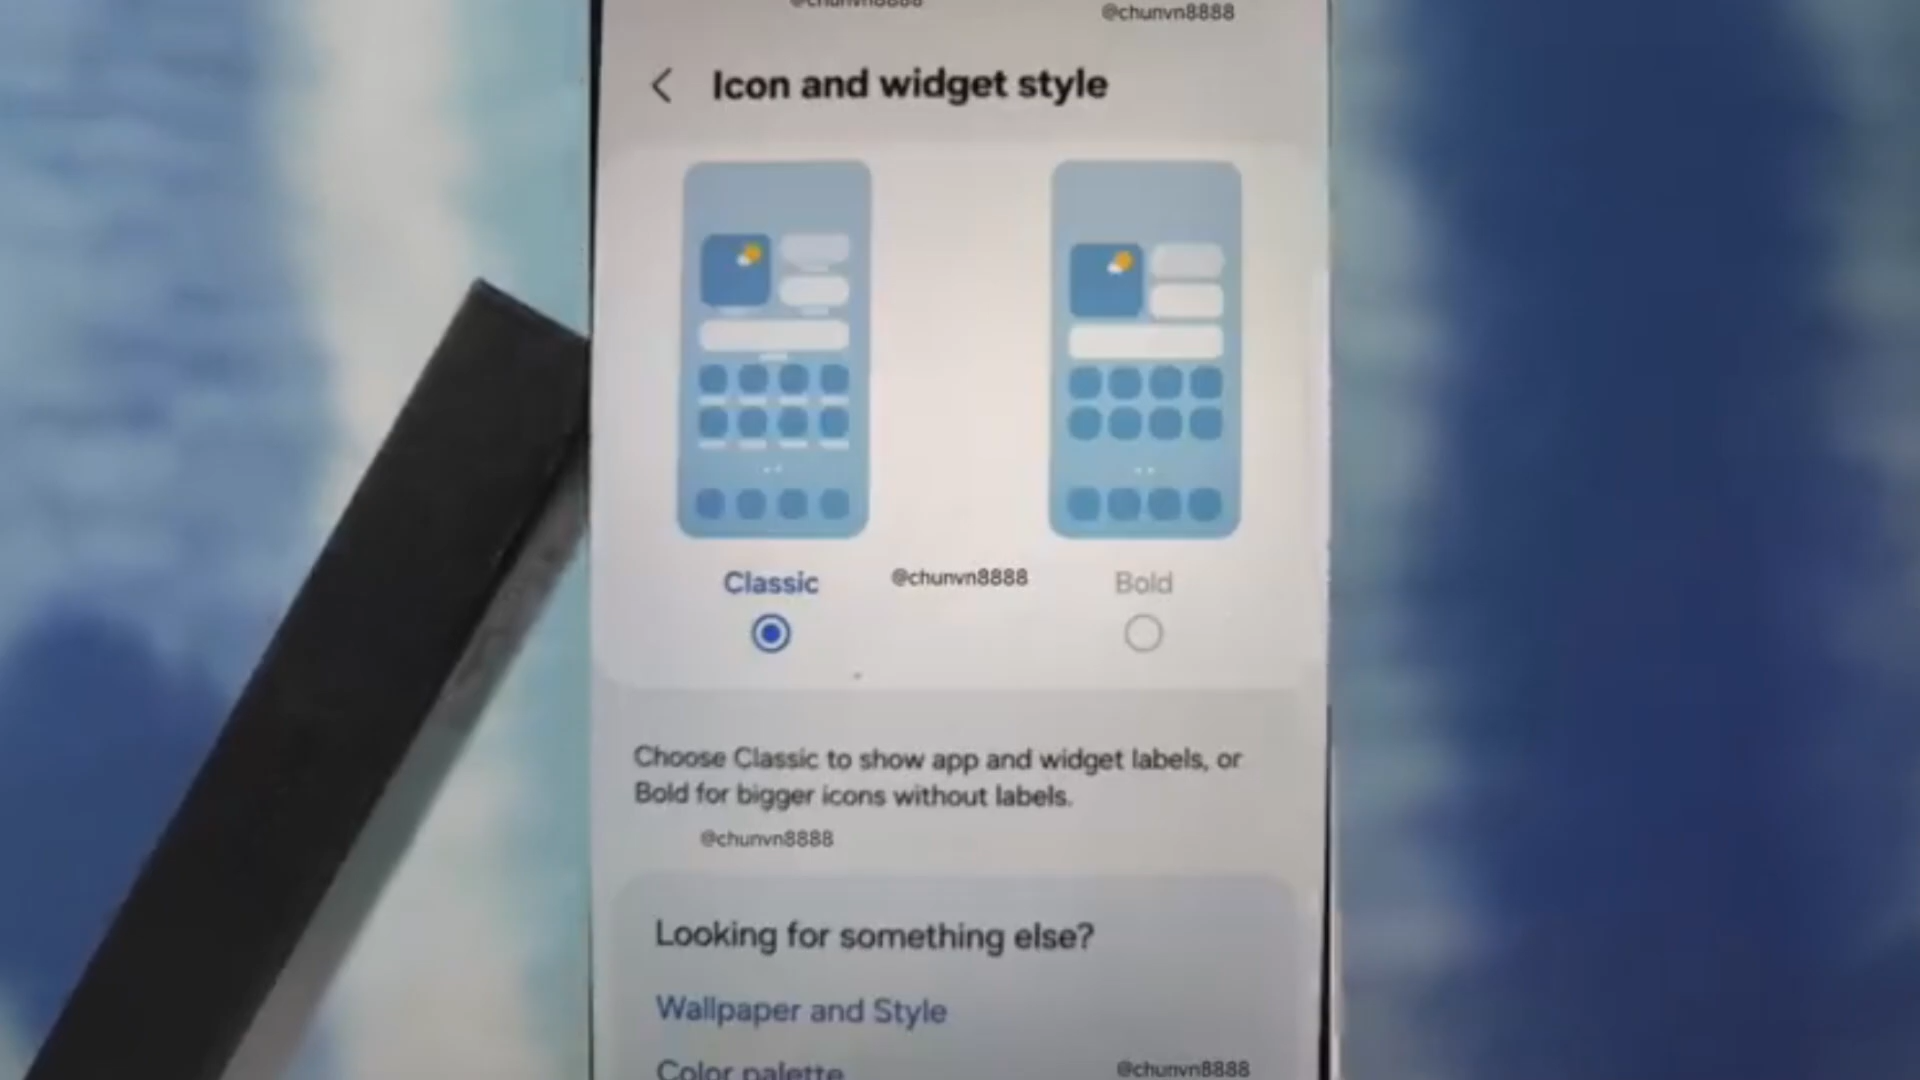 @chunvn8888
@chunvn8888
Icon and widget style
Classic
@chunvn8888
Bold
Choose Classic to show app and widget labels, or
Bold for bigger icons without labels.
@chunvn8888
Looking for something else?
Wallpaper and Style
Color palette
@chunvn8888